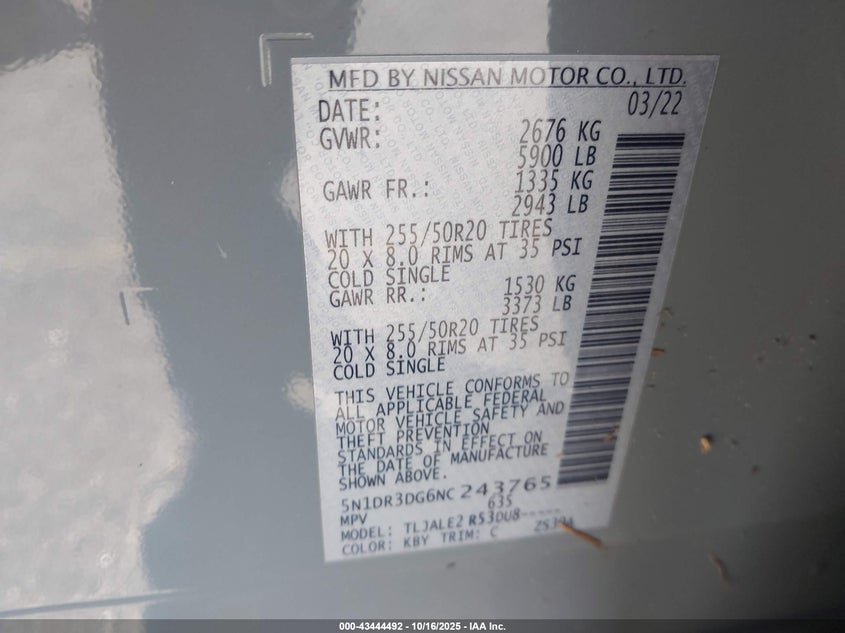 MFD BY NISSAN MOTOR CO., LTD.
DATE: 03/22
GVWR: 2676 KG
5900 LB
GAWR FR.: 1335 KG
2943 LB
WITH 255/50R20 TIRES
20 X 8.0 RIMS AT 35 PSI
COLD SINGLE
GAWR RR.: 1530 KG
3373 LB
WITH 255/50R20 TIRES
20 X 8.0 RIMS AT 35 PSI
COLD SINGLE
THIS VEHICLE CONFORMS TO
ALL APPLICABLE FEDERAL
MOTOR VEHICLE SAFETY AND
THEFT PREVENTION
STANDARDS IN EFFECT ON
THE DATE OF MANUFACTURE
SHOWN ABOVE.
5N1DR3DG6NC243765
635
MPV
MODEL: TLJALE2 R53DU8-----
COLOR: KBY TRIM: C
000-43444492 - 10/16/2025 - IAA Inc.